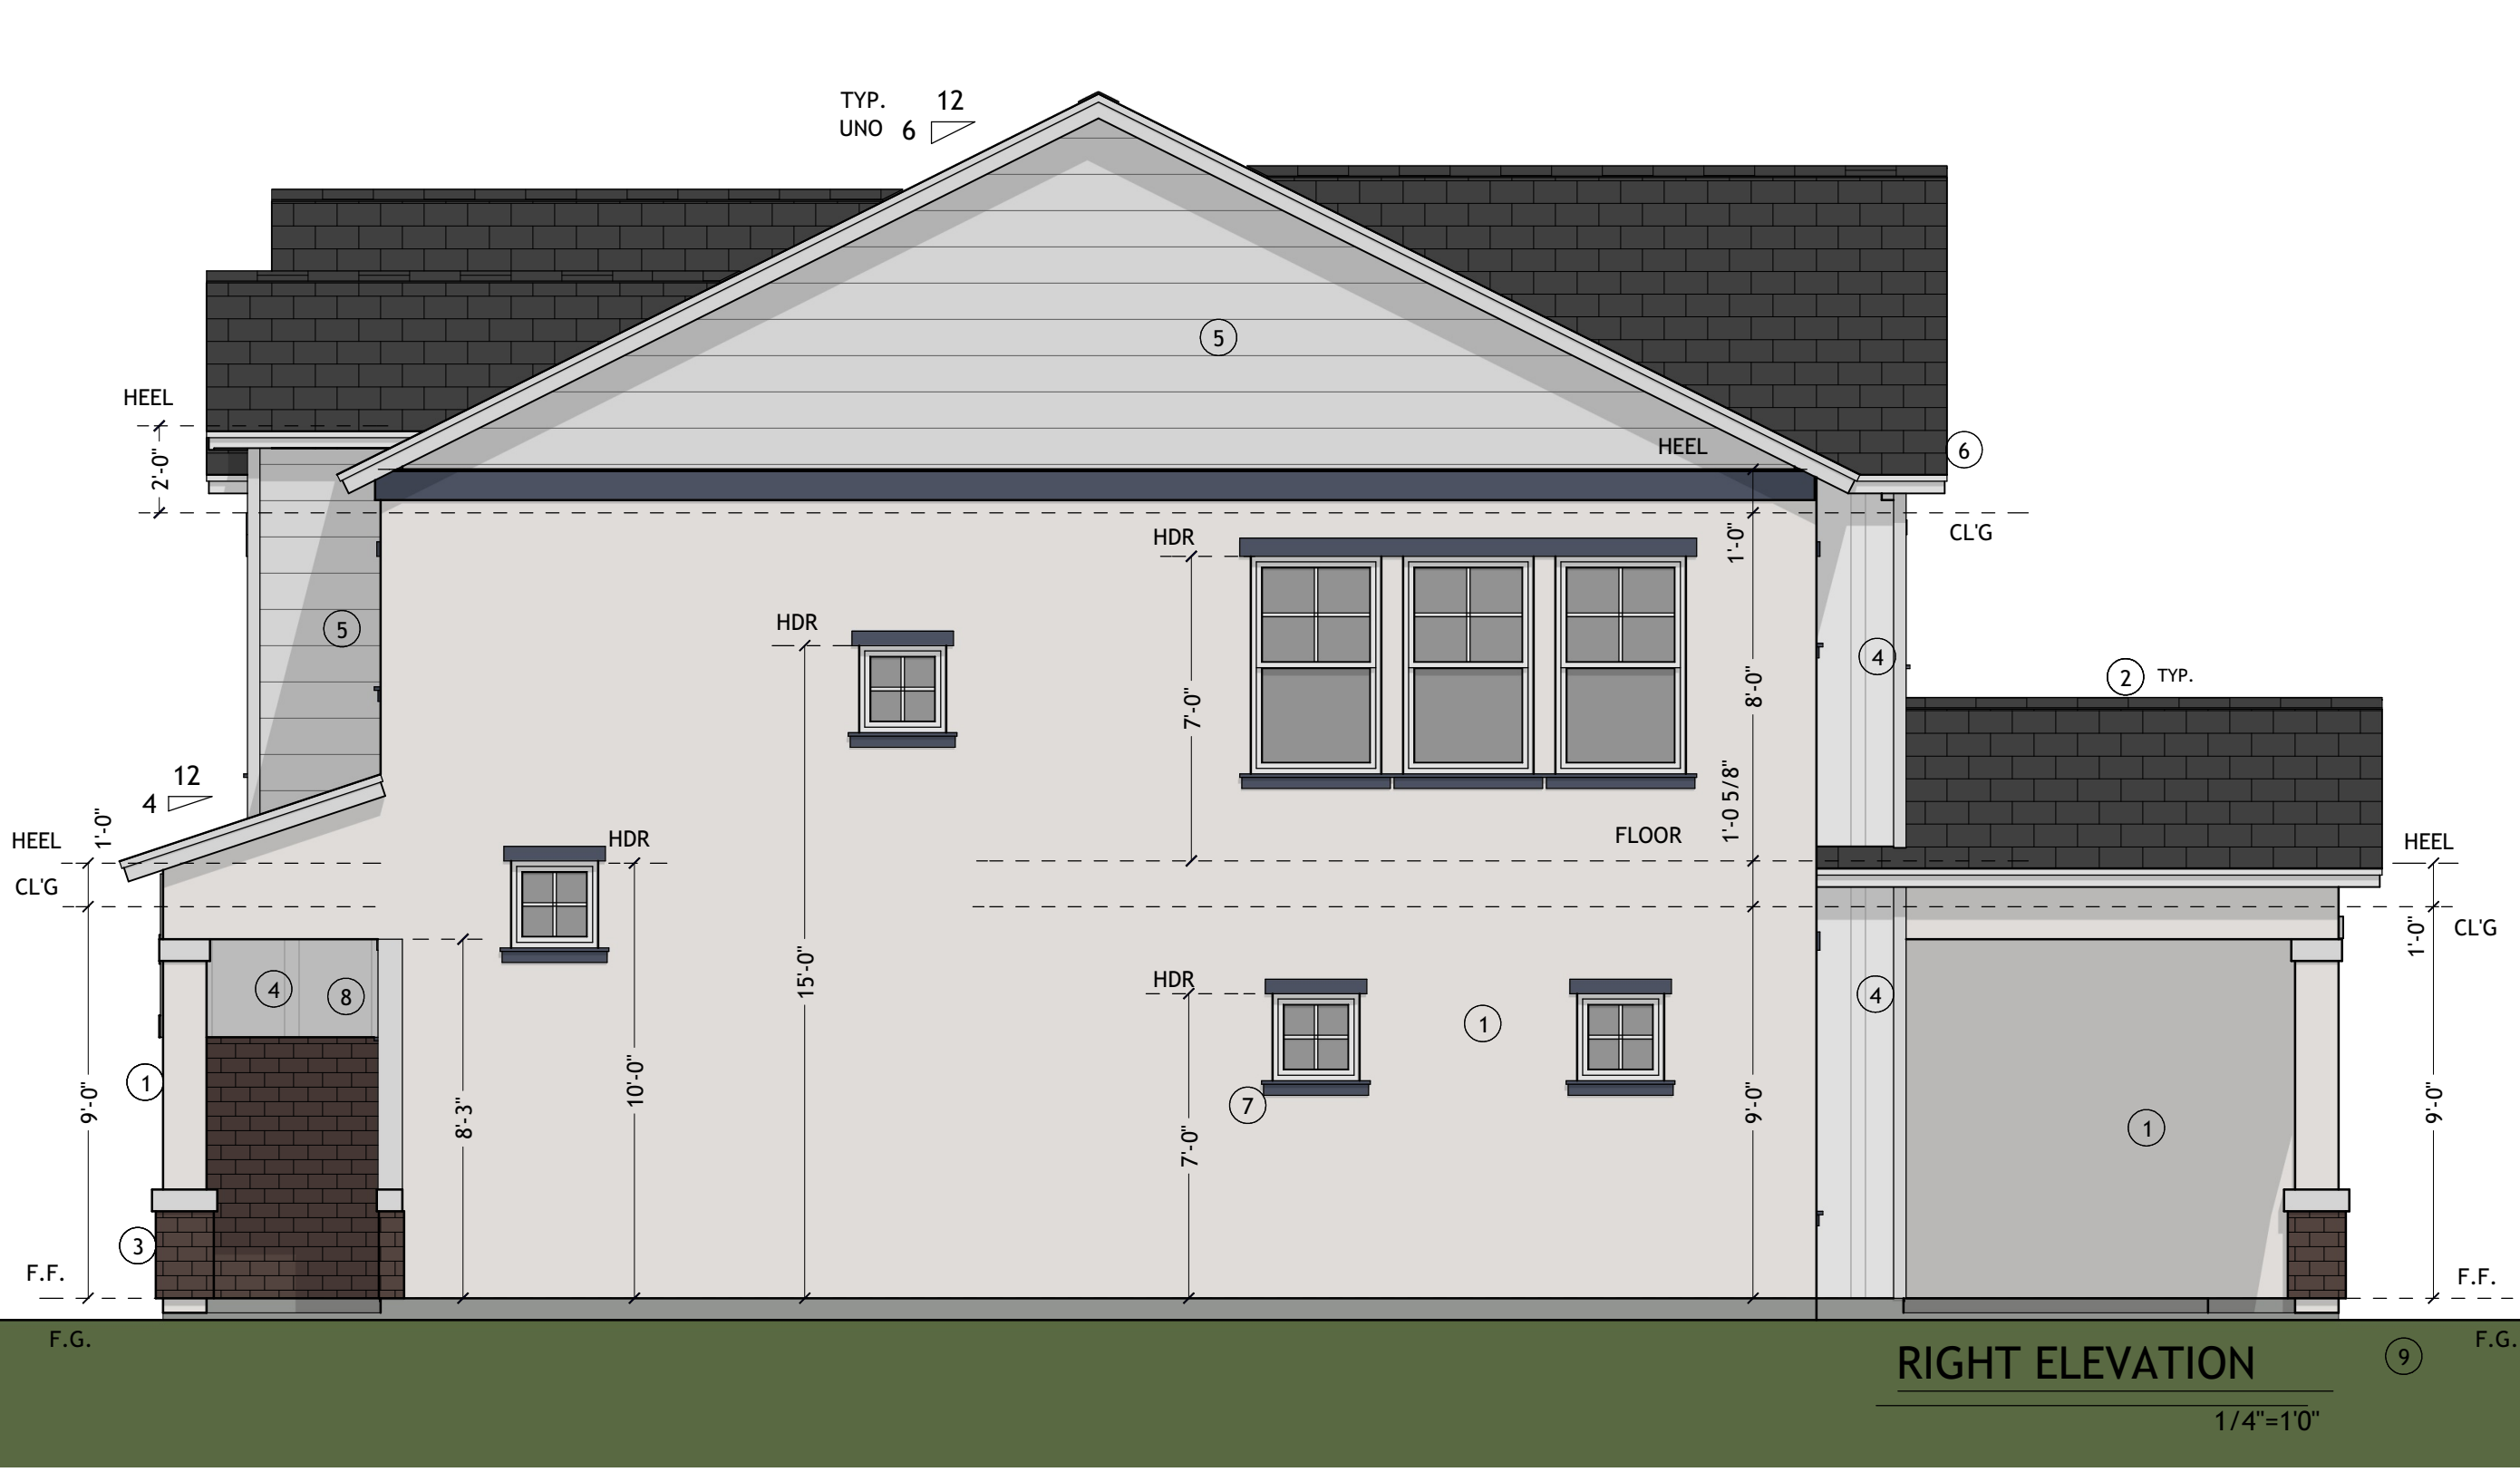 TYP. 12
UNO 6
5
HEEL
HEEL
6
2'-0"
HDR
1'-0"
CL'G
HDR
5
4
2 TYP.
7'-0"
8'-0"
12
4
1'-0"
1'-0 5/8"
HEEL
HDR
FLOOR
HEEL
CL'G
CL'G
1'-0"
4
8
15'-0"
HDR
1
4
1
9'-0"
8'-3"
10'-0"
7'-0"
7
9'-0"
1
9'-0"
3
F.F.
F.F.
F.G.
F.G.
RIGHT ELEVATION
9
1/4"=1'0"